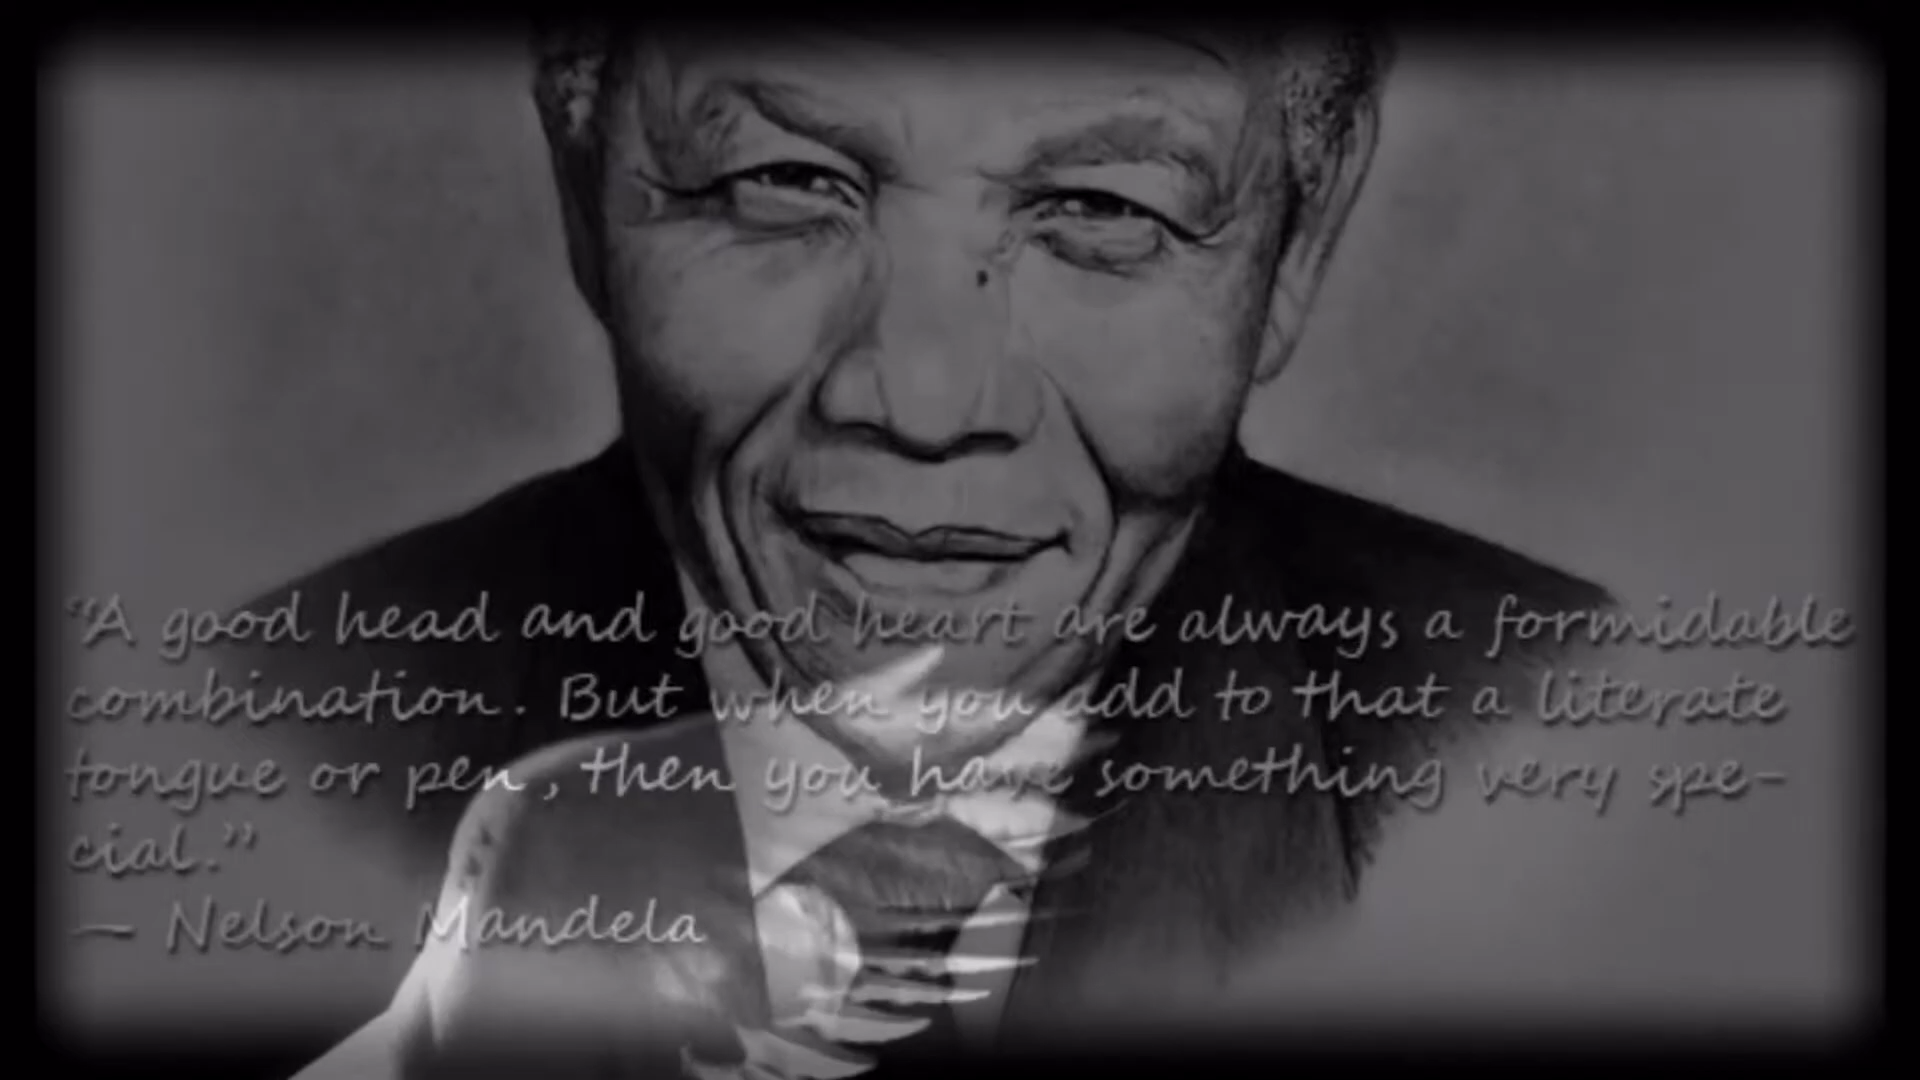 “A good head and good heart are always a formidable
combination. But when you add to that a literate
tongue or pen, then you have something very spe-
cial.”
— Nelson Mandela